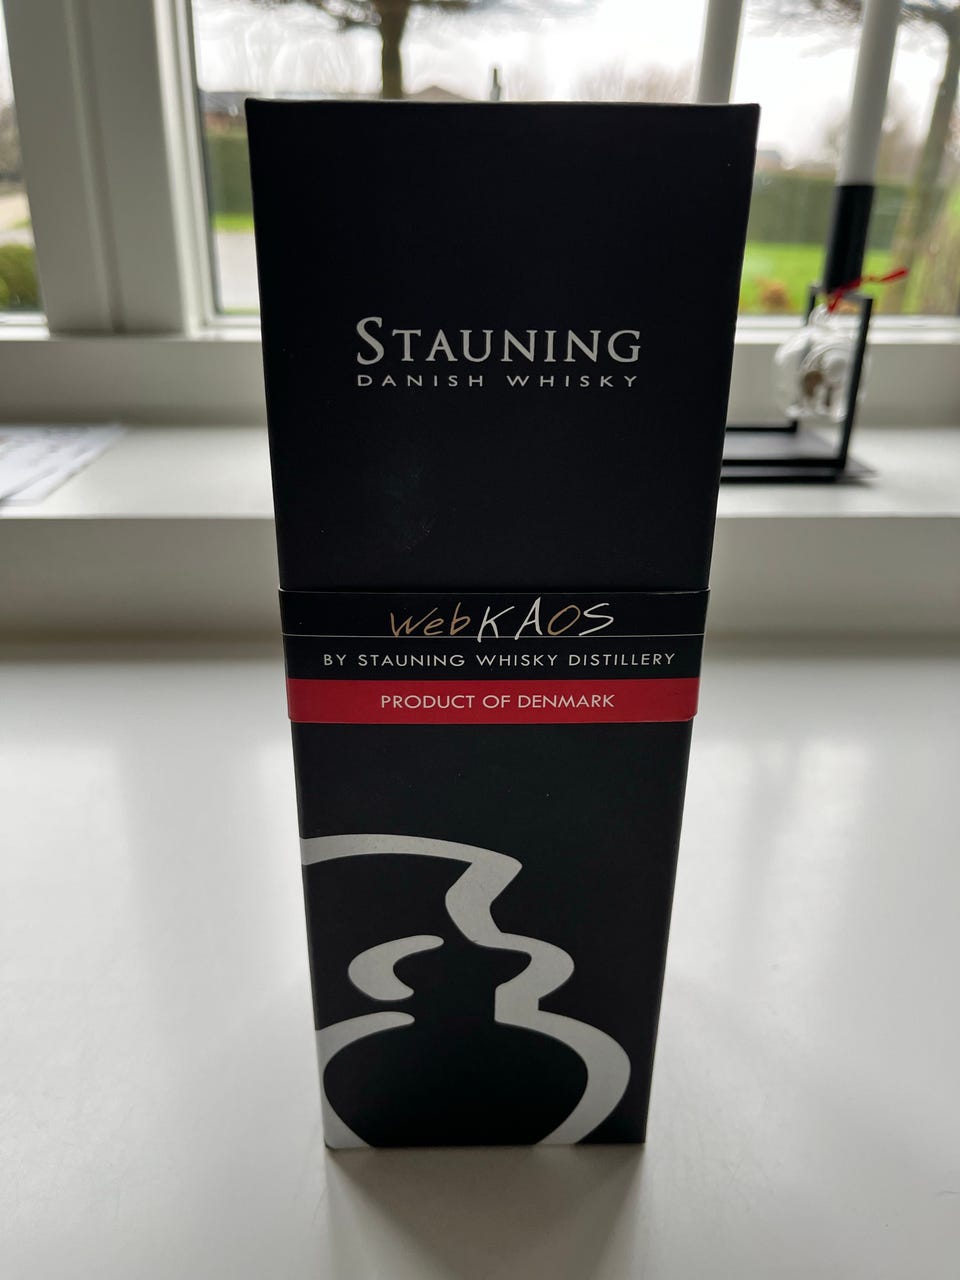 STAUNING
DANISH WHISKY
WebKAOS
BY STAUNING WHISKY DISTILLERY
PRODUCT OF DENMARK